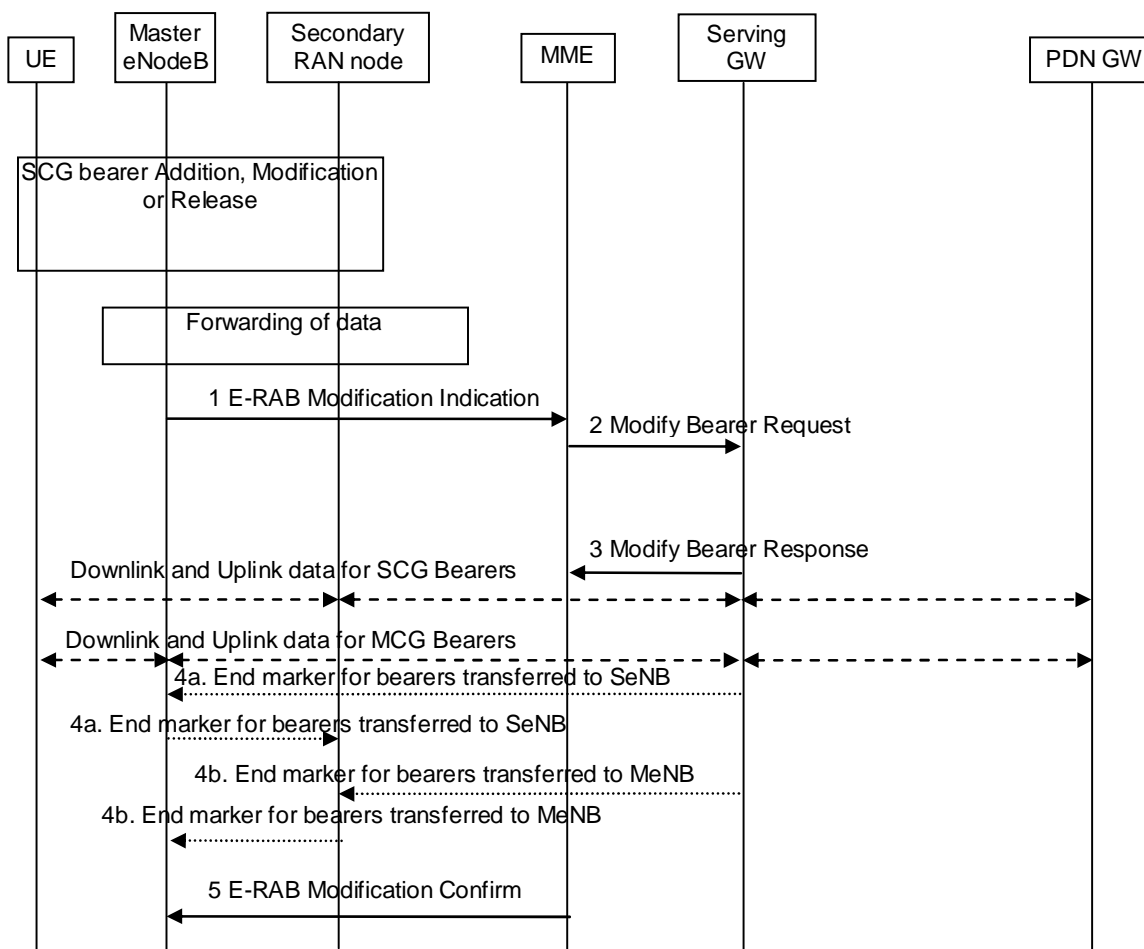 UE
Master
eNodeB
Secondary
RAN node
MME
Serving
GW
PDN GW
SCG bearer Addition, Modification
or Release
Forwarding of data
1 E-RAB Modification Indication
2 Modify Bearer Request
3 Modify Bearer Response
Downlink and Uplink data for SCG Bearers
Downlink and Uplink data for MCG Bearers
4a. End marker for bearers transferred to SeNB
4a. End marker for bearers transferred to SeNB
4b. End marker for bearers transferred to MeNB
4b. End marker for bearers transferred to MeNB
5 E-RAB Modification Confirm